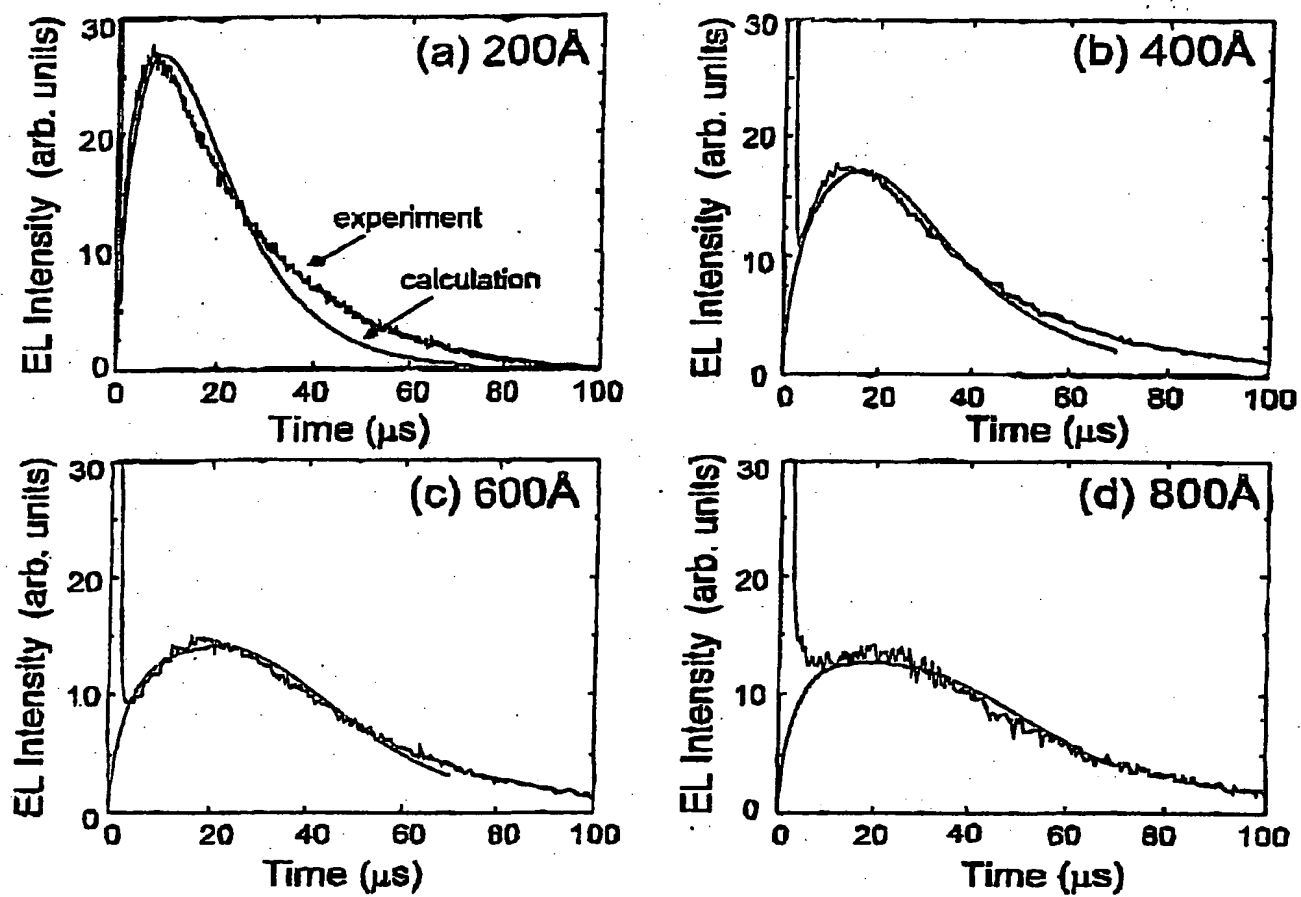 (a) 200Å
EL Intensity (arb. units)
30
20
10
0
experiment
calculation
0 20 40 60 80 100
Time (μs)
(b) 400Å
EL Intensity (arb. units)
30
20
10
0
0 20 40 60 80 100
Time (μs)
(c) 600Å
EL Intensity (arb. units)
30
20
10
0
0 20 40 60 80 100
Time (μs)
(d) 800Å
EL Intensity (arb. units)
30
20
10
0
0 20 40 60 80 100
Time (μs)